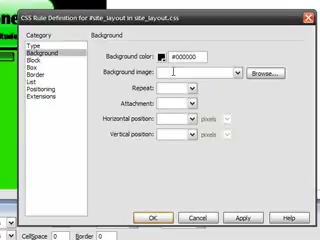 CSS Rule Definition for #site_layout in site_layout.css
Category
Background
Type
Background
Block
Box
Border
List
Positioning
Extensions
Background color: #000000
Background image: Browse...
Repeat:
Attachment:
Horizontal position: pixels
Vertical position: pixels
OK Cancel Apply Help
CellSpace 0 Border 0